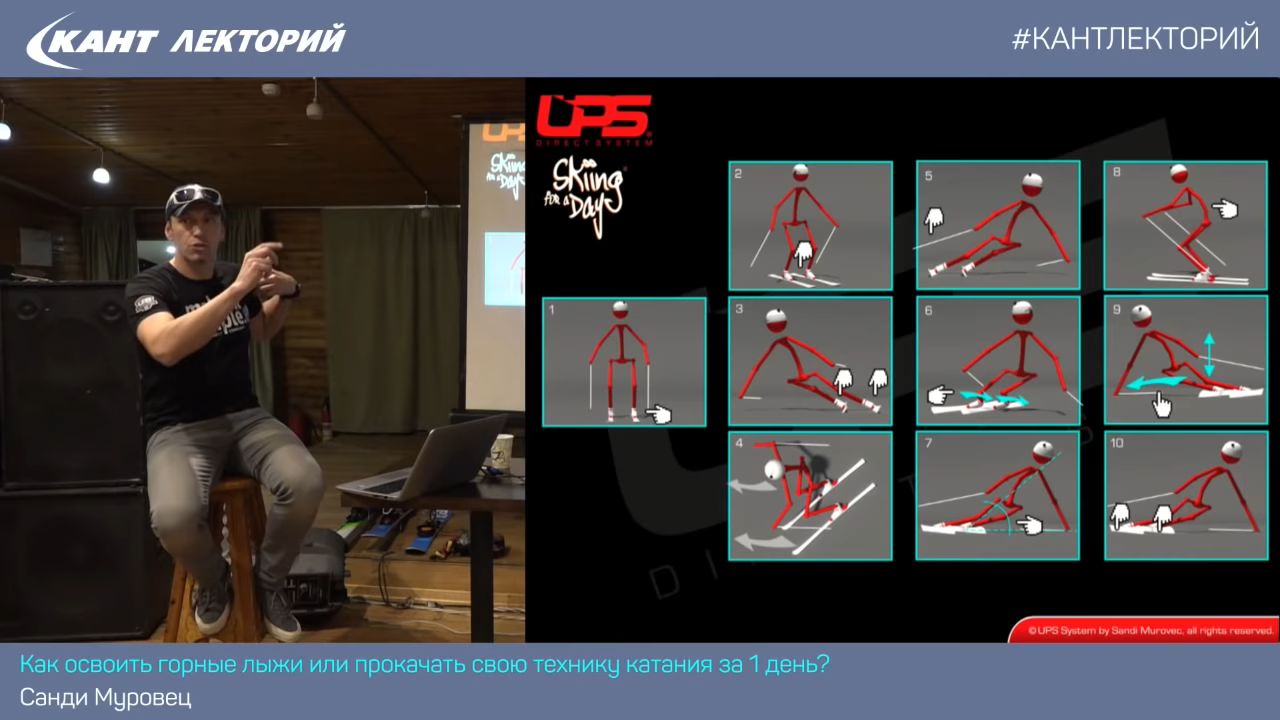 КАНТ ЛЕКТОРИЙ
#КАНТЛЕКТОРИЙ
UPS
DIRECT SYSTEM
Skiing
for a
Day
1
2
3
4
5
6
7
8
9
10
© UPS System by Sandi Murovec, all rights reserved.
Как освоить горные лыжи или прокачать свою технику катания за 1 день?
Санди Муровец